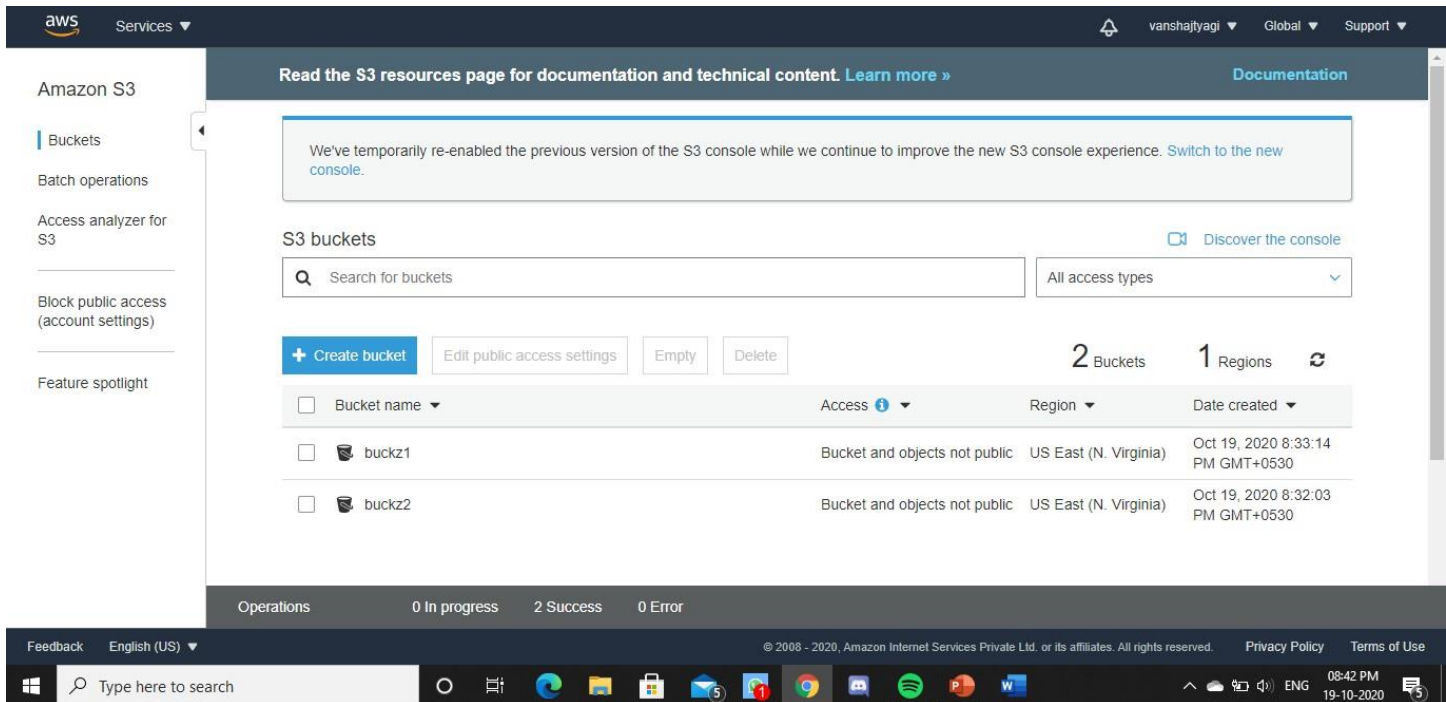 aws Services ▼ vanshajtyagi ▼ Global ▼ Support ▼
Amazon S3
Buckets
Batch operations
Access analyzer for
S3
Block public access
(account settings)
Feature spotlight
Read the S3 resources page for documentation and technical content. Learn more » Documentation
We've temporarily re-enabled the previous version of the S3 console while we continue to improve the new S3 console experience. Switch to the new
console.
S3 buckets Discover the console
Search for buckets All access types
+ Create bucket Edit public access settings Empty Delete 2 Buckets 1 Regions
Bucket name ▼ Access ▼ Region ▼ Date created ▼
buckz1 Bucket and objects not public US East (N. Virginia) Oct 19, 2020 8:33:14
PM GMT+0530
buckz2 Bucket and objects not public US East (N. Virginia) Oct 19, 2020 8:32:03
PM GMT+0530
Operations 0 In progress 2 Success 0 Error
Feedback English (US) ▼ © 2008 - 2020, Amazon Internet Services Private Ltd. or its affiliates. All rights reserved. Privacy Policy Terms of Use
Type here to search 5 1 ENG 08:42 PM
19-10-2020 5